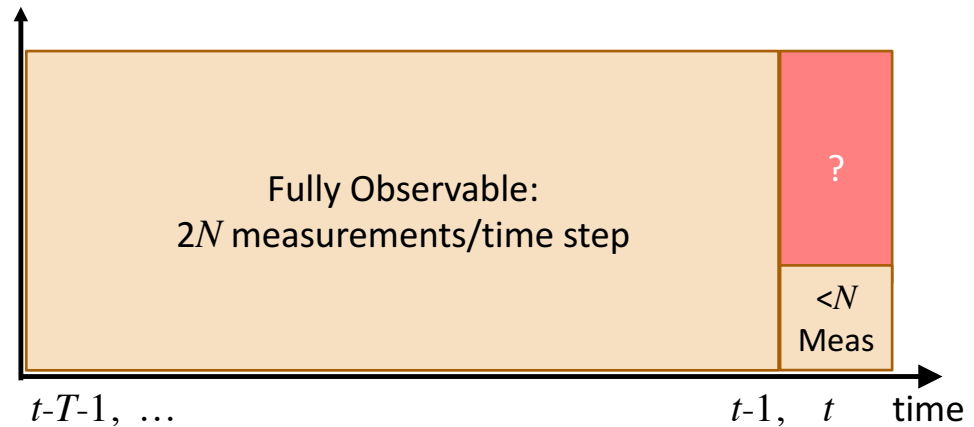 Fully Observable:
2N measurements/time step
?
<N
Meas
t-T-1, … t-1, t time